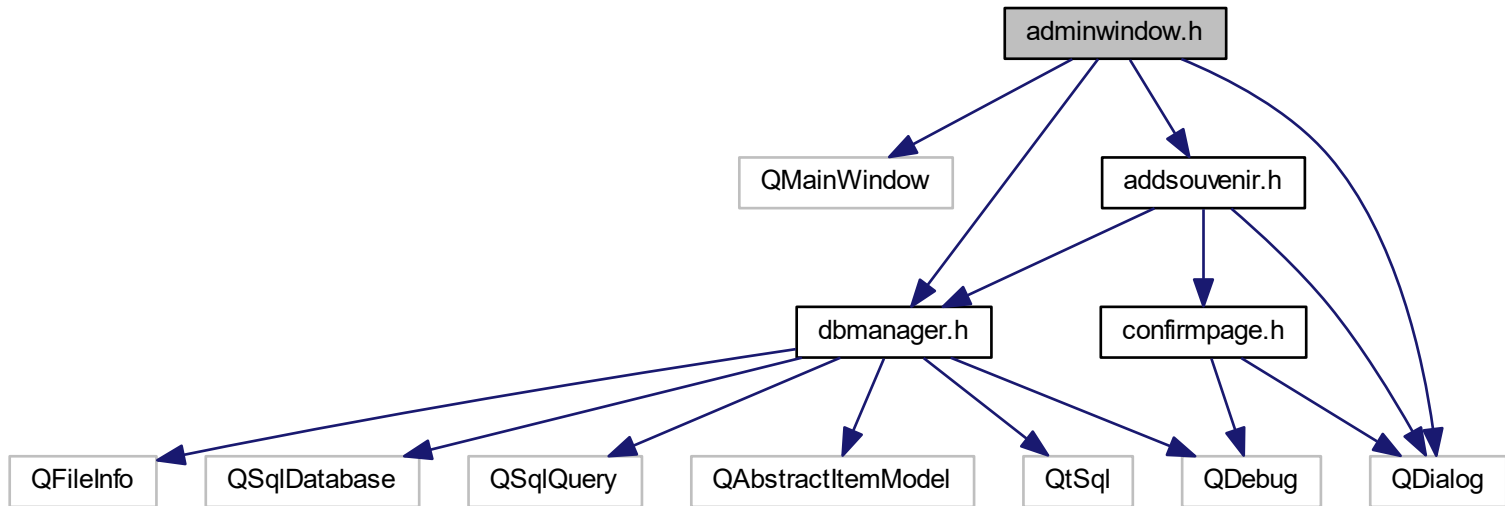 adminwindow.h
QMainWindow
addsouvenir.h
dbmanager.h
confirmpage.h
QFileInfo
QSqlDatabase
QSqlQuery
QAbstractItemModel
QtSql
QDebug
QDialog